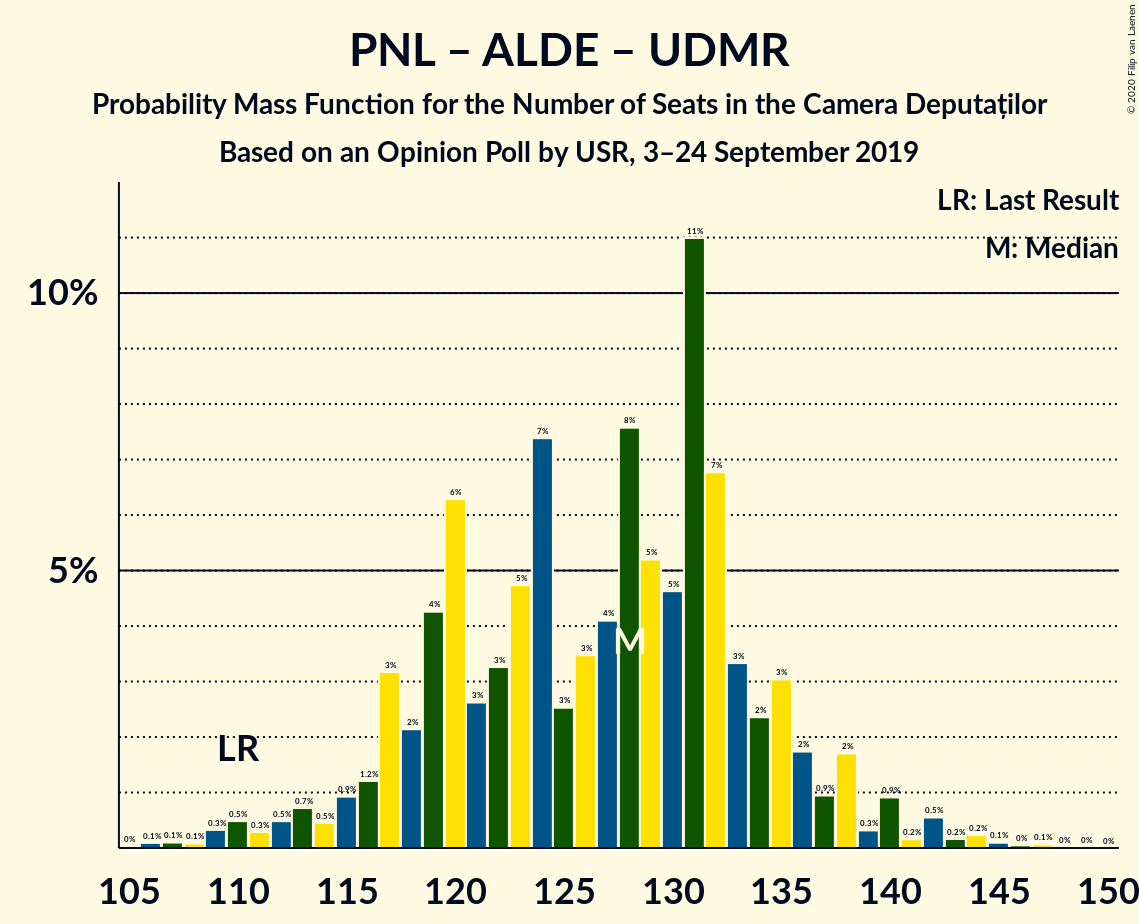 © 2020 Filip van Laenen
PNL – ALDE – UDMR
Probability Mass Function for the Number of Seats in the Camera Deputaților
Based on an Opinion Poll by USR, 3–24 September 2019
LR: Last Result
M: Median
10%
5%
0% 0.1% 0.1% 0.1% 0.3% 0.5% 0.3% 0.5% 0.7% 0.5% 0.9% 1.2% 3% 2% 4% 6% 3% 3% 5% 7% 3% 3% 4% 8% 5% 5% 11% 7% 3% 2% 3% 2% 0.9% 2% 0.3% 0.9% 0.2% 0.5% 0.2% 0.2% 0.1% 0% 0.1% 0% 0% 0%
M
LR
105 110 115 120 125 130 135 140 145 150